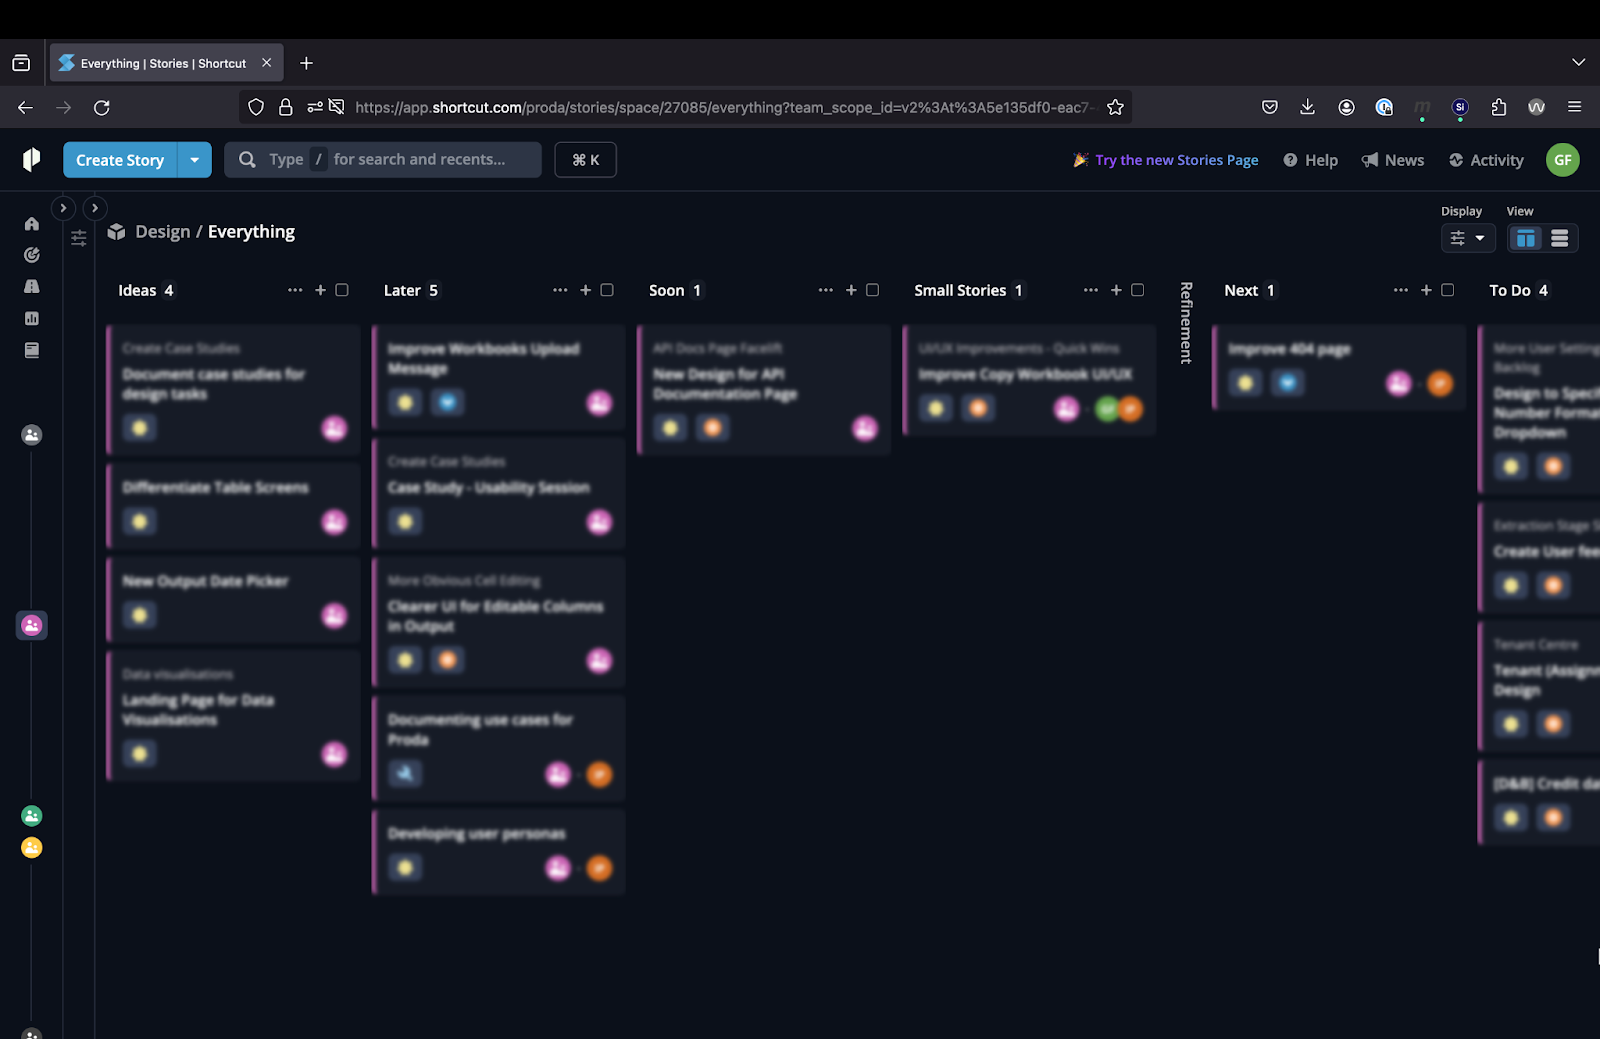 Everything | Stories | Shortcut
https://app.shortcut.com/proda/stories/space/27085/everything?team_scope_id=v2%3At%3A5e135df0-eac7-
Create Story
Type / for search and recents...
⌘ K
Try the new Stories Page
Help
News
Activity
GF
Display
View
Design / Everything
Ideas 4
Create Case Studies
Document case studies for
design tasks
Differentiate Table Screens
New Output Date Picker
Data visualisations
Landing Page for Data
Visualisations
Later 5
Improve Workbooks Upload
Message
Create Case Studies
Case Study - Usability Session
More Obvious Cell Editing
Clearer UI for Editable Columns
in Output
Documenting use cases for
Proda
Developing user personas
Soon 1
API Docs Page Facelift
New Design for API
Documentation Page
Small Stories 1
UI/UX Improvements - Quick Wins
Improve Copy Workbook UI/UX
Refinement
Next 1
Improve 404 page
To Do 4
More User Setting
Backlog
Design to Specif
Number Forma
Dropdown
Extraction Stage S
Create User fee
Tenant Centre
Tenant (Assignm
Design
[D&B] Credit da